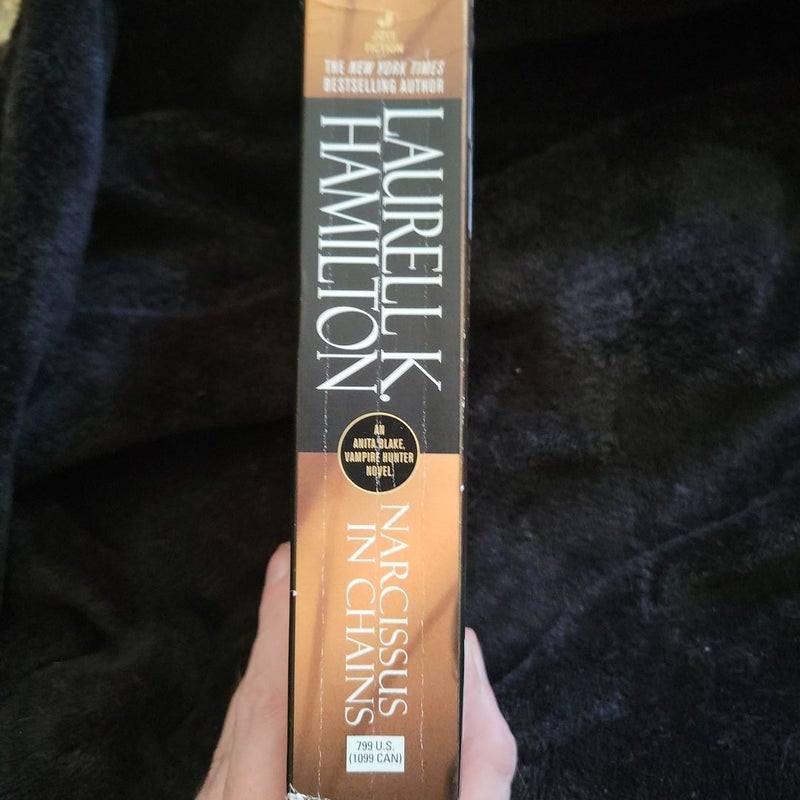 J
JOVE
FICTION
THE NEW YORK TIMES
BESTSELLING AUTHOR
LAURELL K.
HAMILTON
AN
ANITA BLAKE,
VAMPIRE HUNTER
NOVEL
NARCISSUS
IN CHAINS
799 U.S.
(1099 CAN)